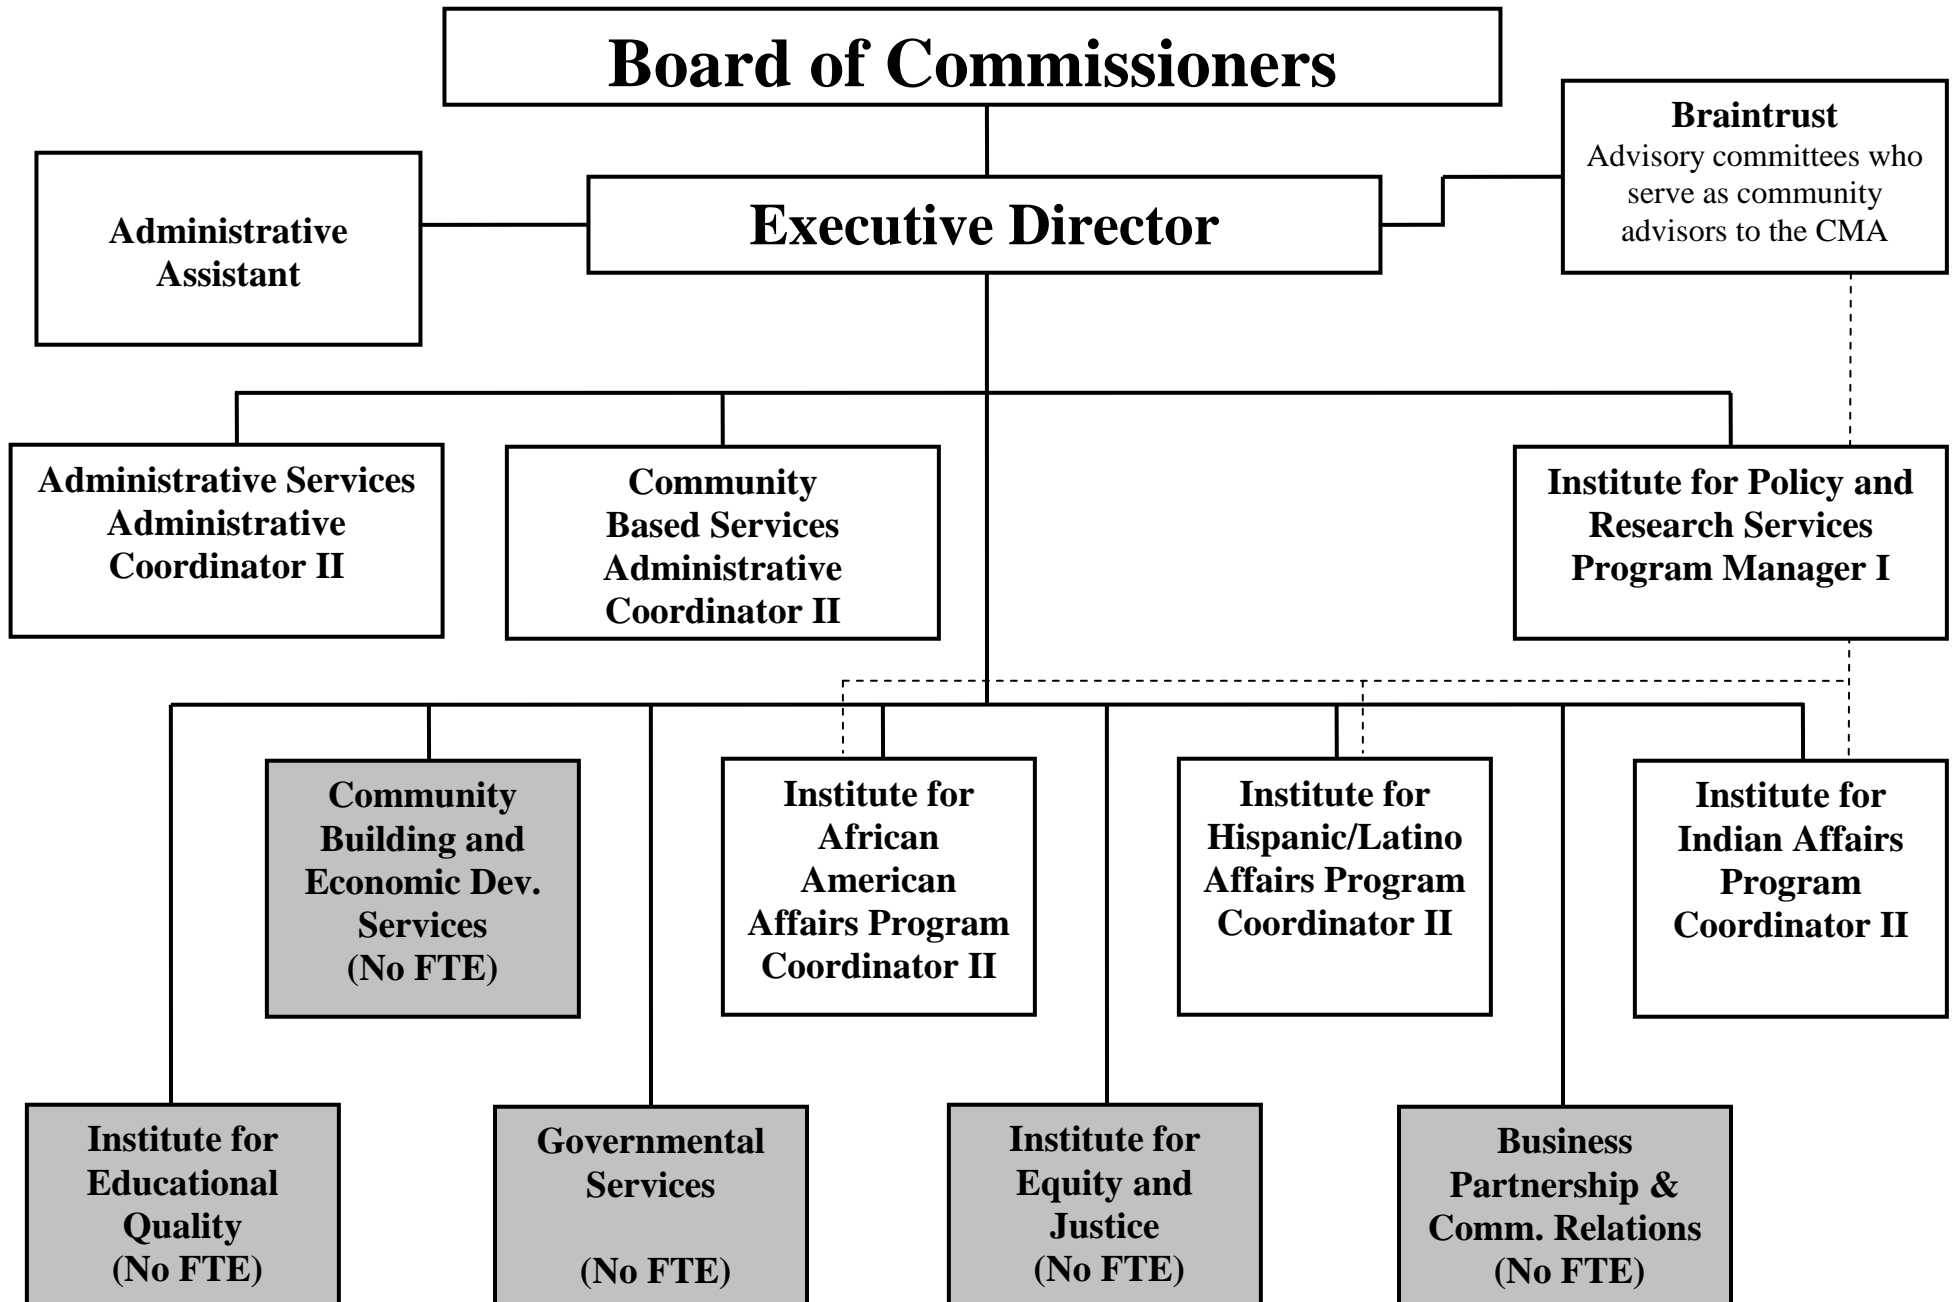 Board of Commissioners
Braintrust
Advisory committees who
serve as community
advisors to the CMA
Administrative
Assistant
Executive Director
Administrative Services
Administrative
Coordinator II
Community
Based Services
Administrative
Coordinator II
Institute for Policy and
Research Services
Program Manager I
Community
Building and
Economic Dev.
Services
(No FTE)
Institute for
African
American
Affairs Program
Coordinator II
Institute for
Hispanic/Latino
Affairs Program
Coordinator II
Institute for
Indian Affairs
Program
Coordinator II
Institute for
Educational
Quality
(No FTE)
Governmental
Services
(No FTE)
Institute for
Equity and
Justice
(No FTE)
Business
Partnership &
Comm. Relations
(No FTE)